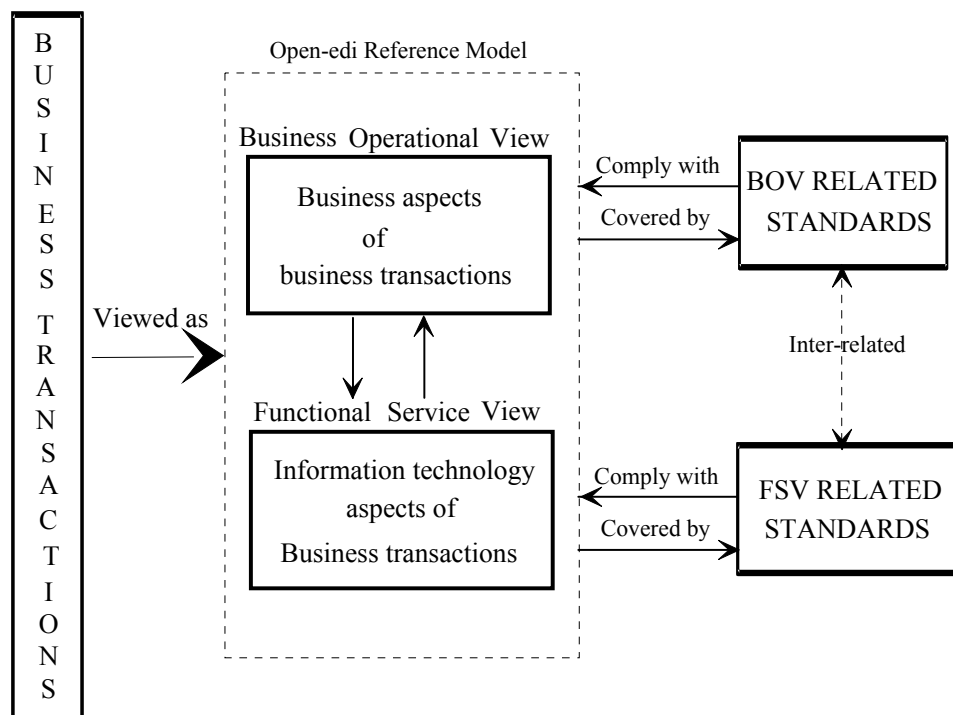 BUSINESS TRANSACTIONS
Viewed as
Open-edi Reference Model
Business Operational View
Business aspects
of
business transactions
Functional Service View
Information technology
aspects of
Business transactions
Comply with
Covered by
BOV RELATED
STANDARDS
Inter-related
Comply with
Covered by
FSV RELATED
STANDARDS